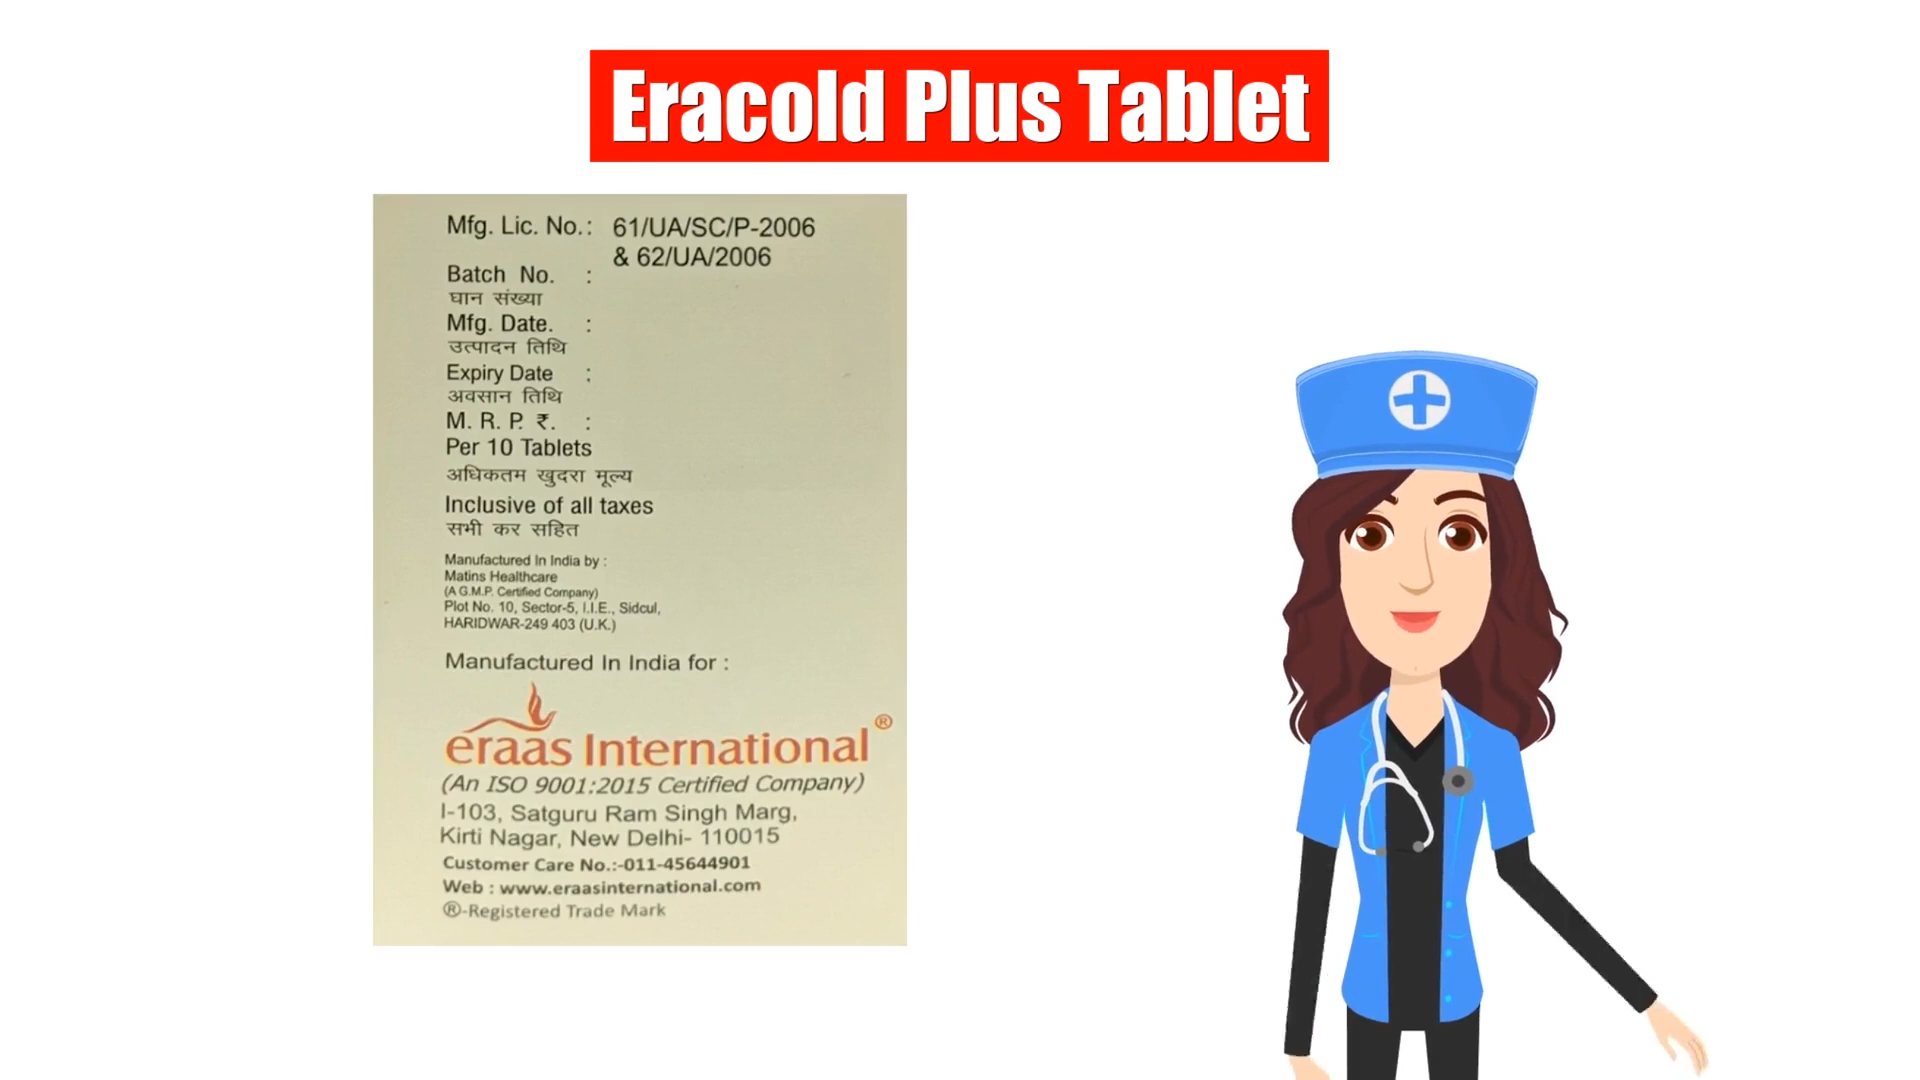 Eracold Plus Tablet
Mfg. Lic. No.: 61/UA/SC/P-2006
& 62/UA/2006
Batch No. :
घान संख्या
Mfg. Date. :
उत्पादन तिथि
Expiry Date :
अवसान तिथि
M. R. P. ₹. :
Per 10 Tablets
अधिकतम खुदरा मूल्य
Inclusive of all taxes
सभी कर सहित
Manufactured In India by :
Matins Healthcare
(A G.M.P. Certified Company)
Plot No. 10, Sector-5, I.I.E., Sidcul,
HARIDWAR-249 403 (U.K.)
Manufactured In India for :
eraas International ®
(An ISO 9001:2015 Certified Company)
I-103, Satguru Ram Singh Marg,
Kirti Nagar, New Delhi- 110015
Customer Care No.:-011-45644901
Web : www.eraasinternational.com
®-Registered Trade Mark